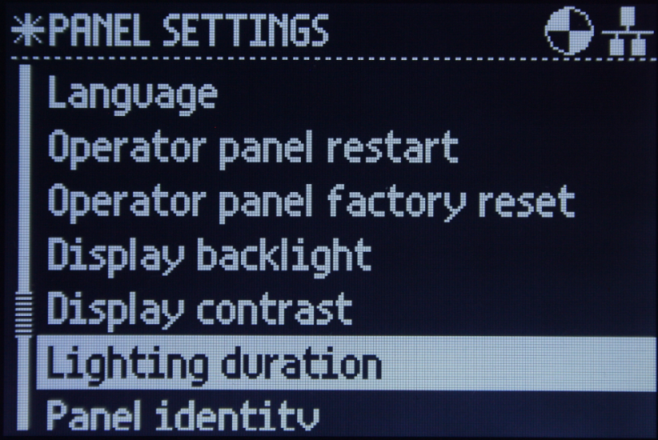 PANEL SETTINGS
Language
Operator panel restart
Operator panel factory reset
Display backlight
Display contrast
Lighting duration
Panel identity